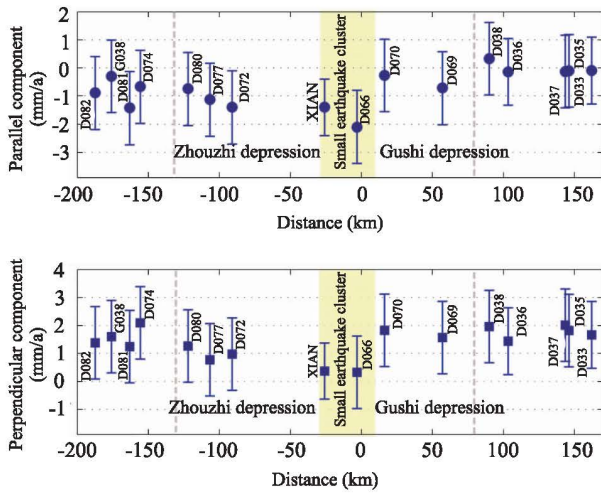 Parallel component
(mm/a)
2
1
0
-1
-2
-3
D082
G038
D081
D074
D080
D077
D072
XIAN
Small earthquake cluster
D066
D070
D069
D038
D036
D037
D033
D035
Zhouzhi depression
Gushi depression
-200
-150
-100
-50
0
50
100
150
Distance (km)
Perpendicular component
(mm/a)
4
3
2
1
0
-1
D082
G038
D081
D074
D080
D077
D072
XIAN
Small earthquake cluster
D066
D070
D069
D038
D036
D037
D033
D035
Zhouzhi depression
Gushi depression
-200
-150
-100
-50
0
50
100
150
Distance (km)